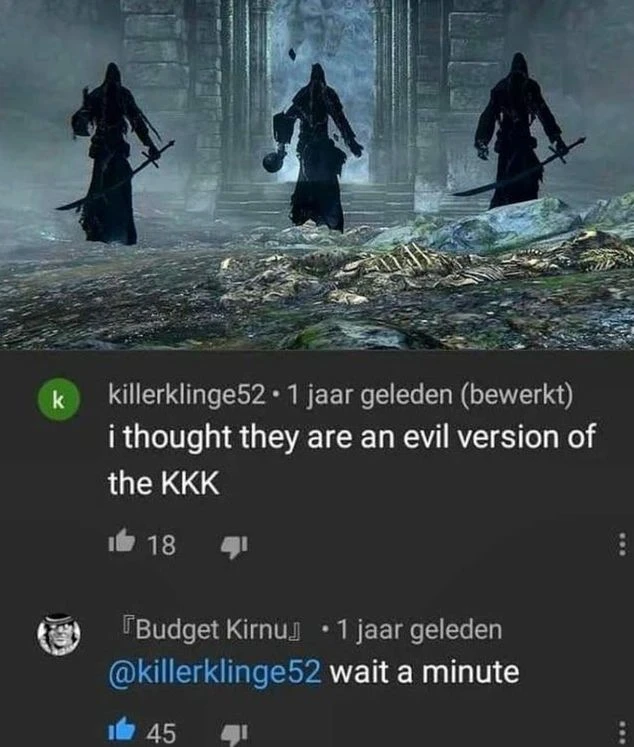 k
killerklinge52 • 1 jaar geleden (bewerkt)
i thought they are an evil version of
the KKK
18
『Budget Kirnu』 • 1 jaar geleden
@killerklinge52 wait a minute
45